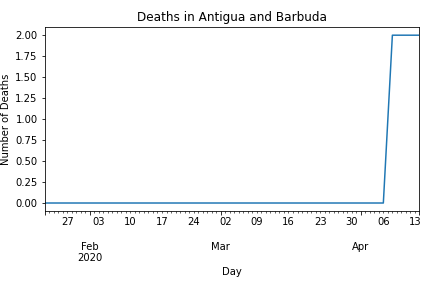 Deaths in Antigua and Barbuda
Number of Deaths
2.00
1.75
1.50
1.25
1.00
0.75
0.50
0.25
0.00
27 03 10 17 24 02 09 16 23 30 06 13
Feb Mar Apr
2020
Day